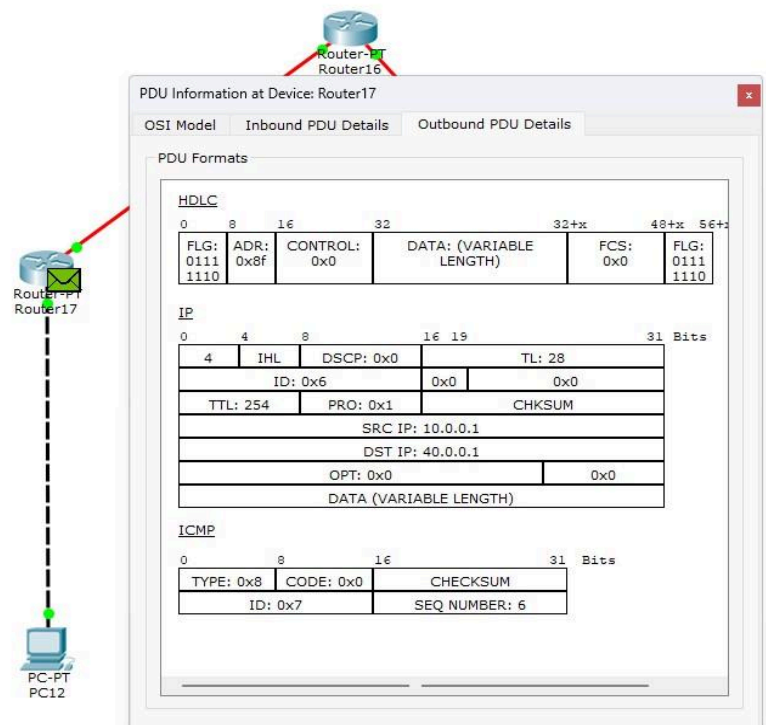 Router-PT
Router16
PDU Information at Device: Router17
x
OSI Model Inbound PDU Details Outbound PDU Details
PDU Formats
HDLC
0 8 16 32 32+x 48+x 56+x
FLG: 0111 1110 ADR: 0x8f CONTROL: 0x0 DATA: (VARIABLE LENGTH) FCS: 0x0 FLG: 0111 1110
IP
0 4 8 16 19 31 Bits
4 IHL DSCP: 0x0 TL: 28
ID: 0x6 0x0 0x0
TTL: 254 PRO: 0x1 CHKSUM
SRC IP: 10.0.0.1
DST IP: 40.0.0.1
OPT: 0x0 0x0
DATA (VARIABLE LENGTH)
ICMP
0 8 16 31 Bits
TYPE: 0x8 CODE: 0x0 CHECKSUM
ID: 0x7 SEQ NUMBER: 6
Router-PT
Router17
PC-PT
PC12